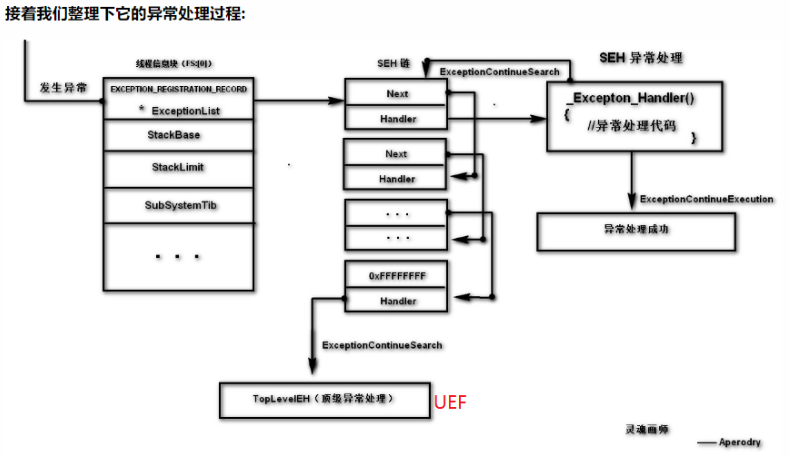 接着我们整理下它的异常处理过程:
线程信息块（FS:[0]）
SEH 链
SEH 异常处理
发生异常
EXCEPTION_REGISTRATION_RECORD
* ExceptionList
StackBase
StackLimit
SubSystemTib
. . .
Next
Handler
Next
Handler
. . .
. . .
0xFFFFFFFF
Handler
ExceptionContinueSearch
_Excepton_Handler()
{
//异常处理代码
}
ExceptionContinueExecution
异常处理成功
ExceptionContinueSearch
TopLevelEH（顶级异常处理）
UEF
灵魂画师
—— Aperodry